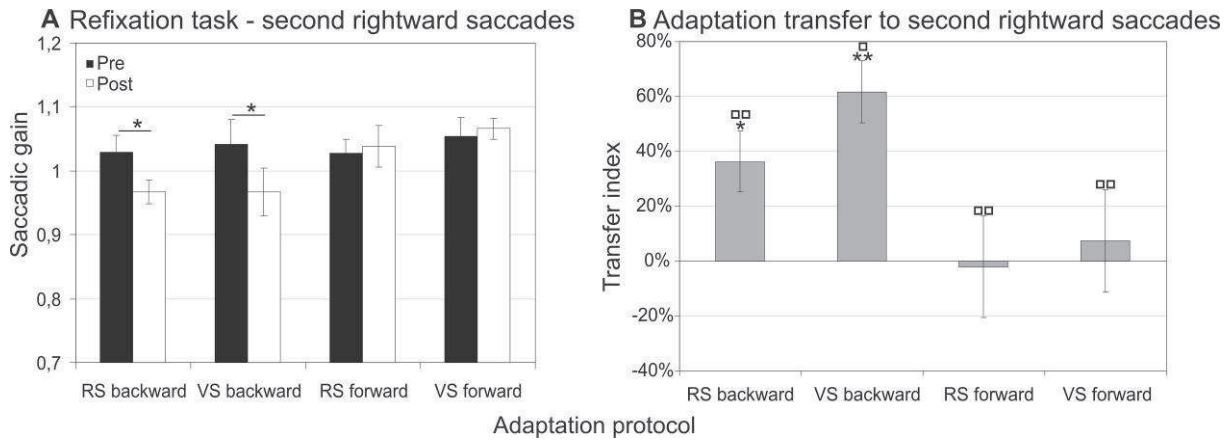 A Refixation task - second rightward saccades
1,2
1,1
1
0,9
0,8
0,7
Saccadic gain
Pre
Post
*
*
RS backward
VS backward
RS forward
VS forward
B Adaptation transfer to second rightward saccades
80%
60%
40%
20%
0%
-20%
-40%
Transfer index
*
**
RS backward
VS backward
RS forward
VS forward
Adaptation protocol